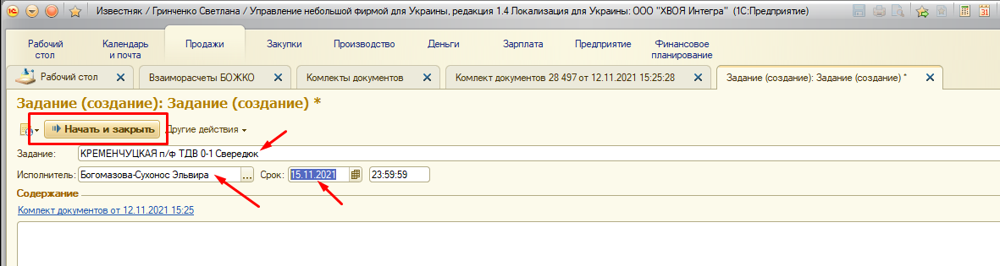 Известняк / Гринченко Светлана / Управление небольшой фирмой для Украины, редакция 1.4 Локализация для Украины: ООО "ХВОЯ Интегра" (1С:Предприятие)
Рабочий стол
Календарь и почта
Продажи
Закупки
Производство
Деньги
Зарплата
Предприятие
Финансовое планирование
Рабочий стол
Взаиморасчеты БОЖКО
Комлекты документов
Комлект документов 28 497 от 12.11.2021 15:25:28
Задание (создание): Задание (создание) *
Задание (создание): Задание (создание) *
Начать и закрыть
Другие действия
Задание: КРЕМЕНЧУЦКАЯ п/ф ТДВ 0-1 Свередюк
Исполнитель: Богомазова-Сухонос Эльвира ... Срок: 15.11.2021 23:59:59
Содержание
Комлект документов от 12.11.2021 15:25